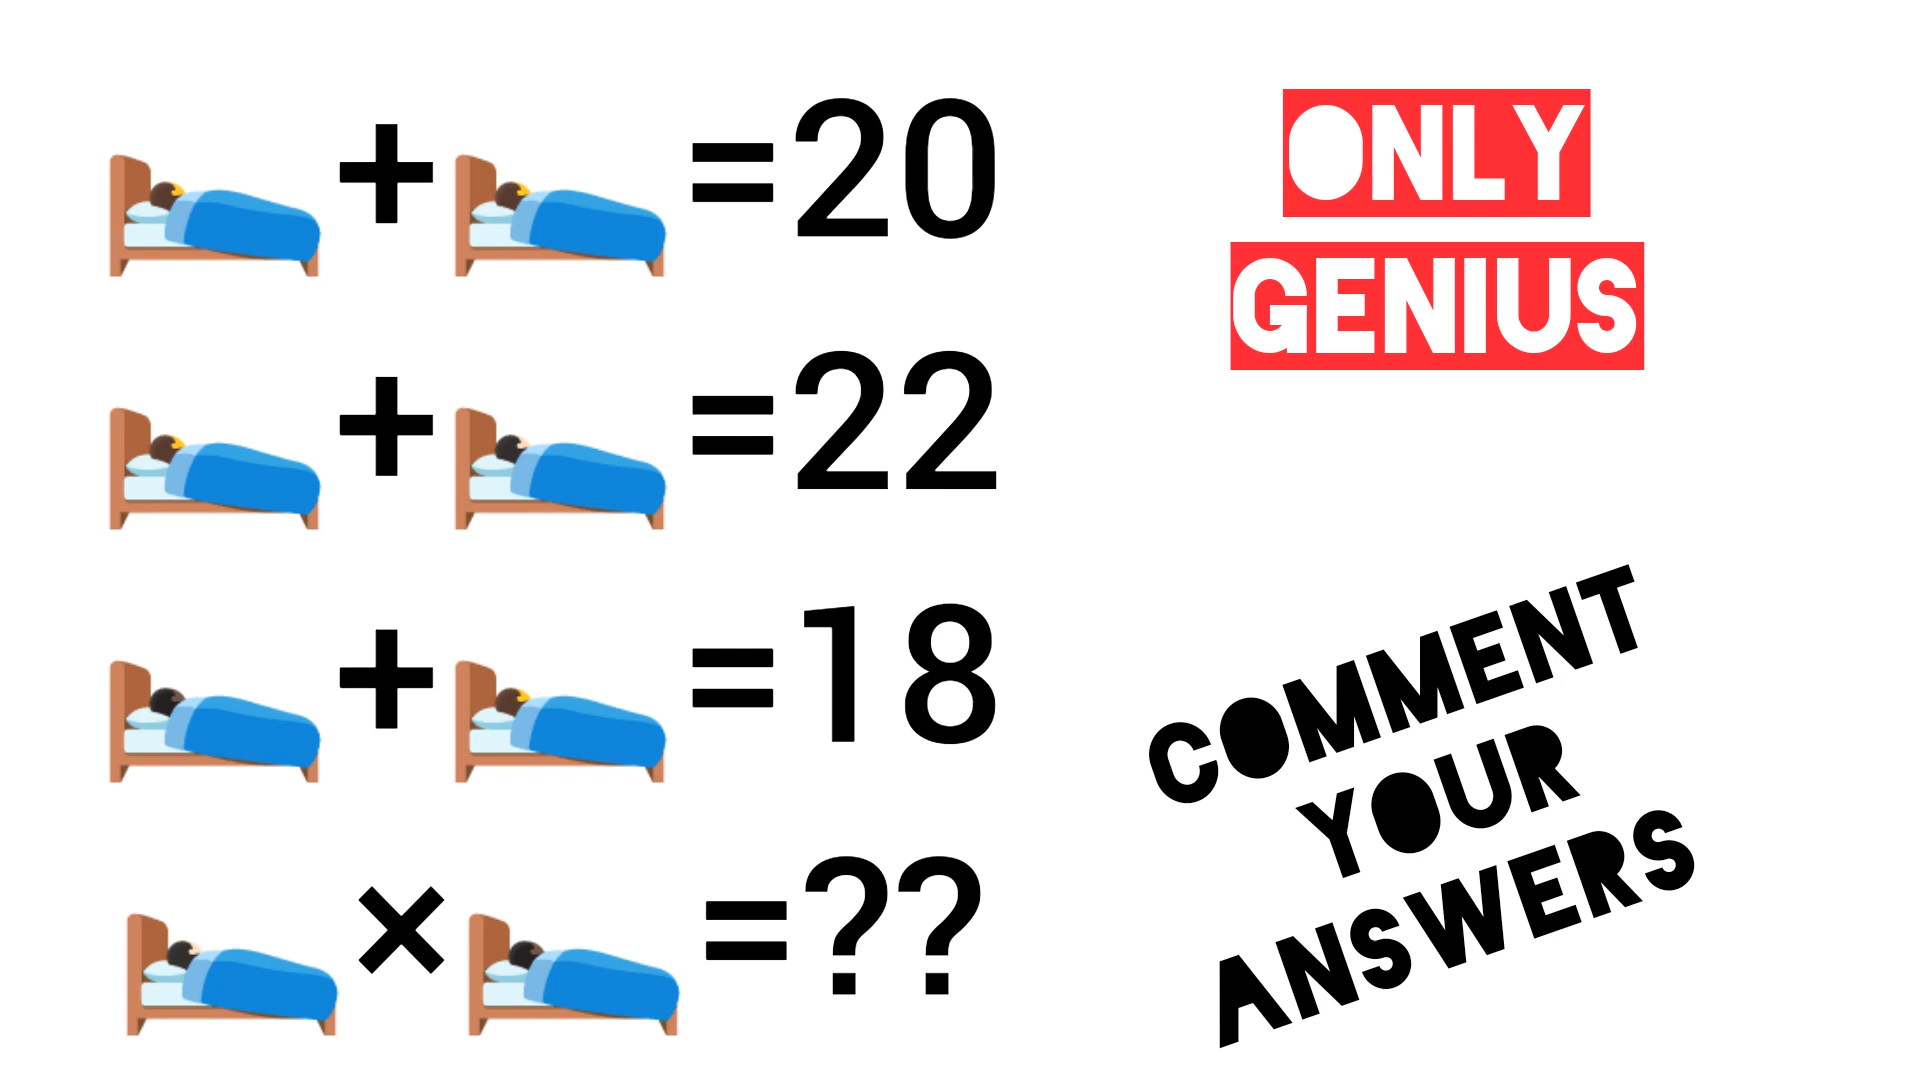 + =20
ONLY
GENIUS
+ =22
+ =18
× =??
COMMENT
YOUR
ANSWERS